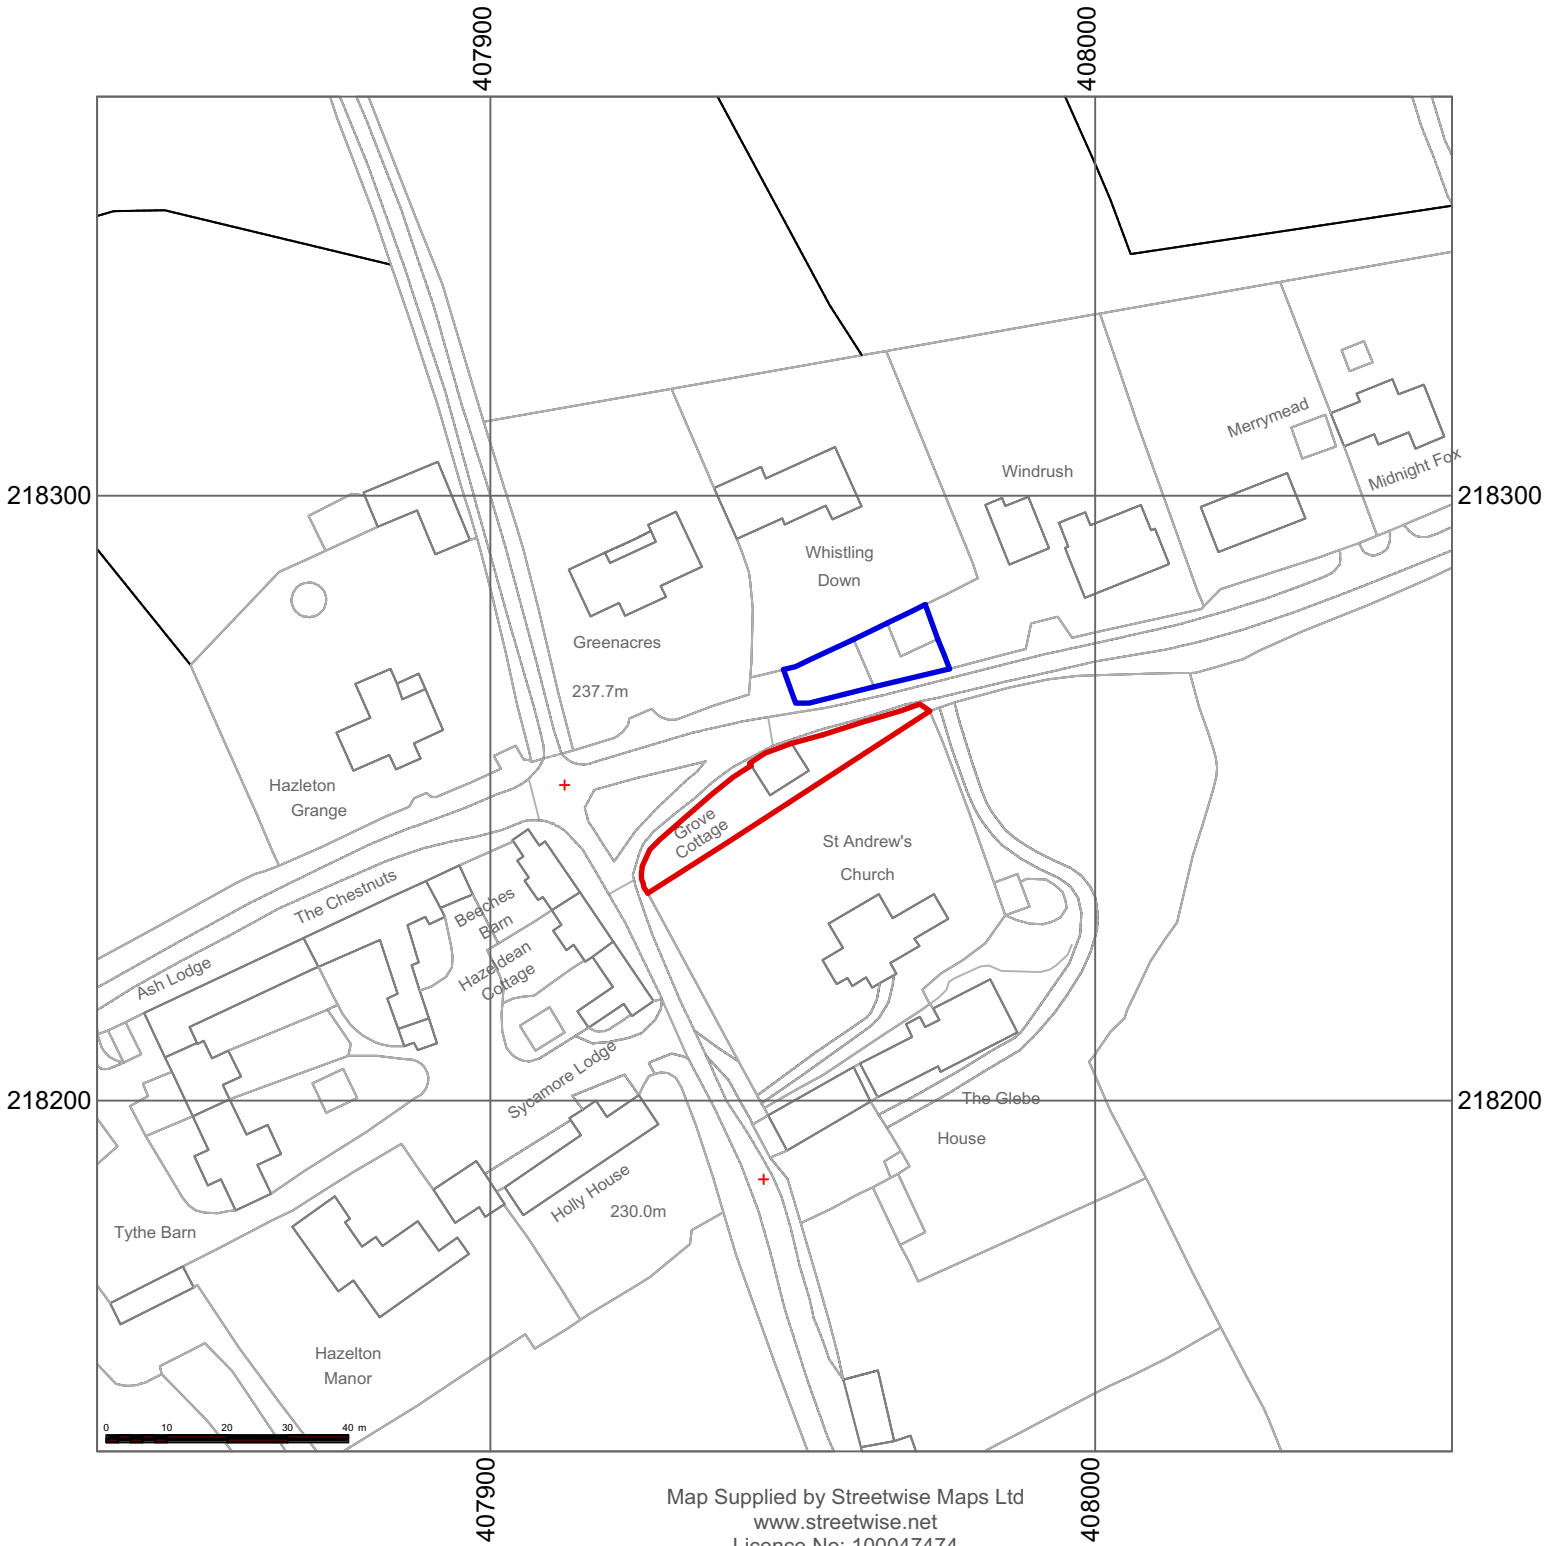 407900
408000
218300
218300
Merrymead
Midnight Fox
Windrush
Whistling
Down
Greenacres
237.7m
Hazleton
Grange
Grove
Cottage
St Andrew's
Church
The Chestnuts
Beeches
Barn
Hazeldean
Cottage
Ash Lodge
Sycamore Lodge
218200
218200
The Glebe
House
Holly House
230.0m
Tythe Barn
Hazelton
Manor
0 10 20 30 40 m
407900
408000
Map Supplied by Streetwise Maps Ltd
www.streetwise.net
Licence No: 100047474